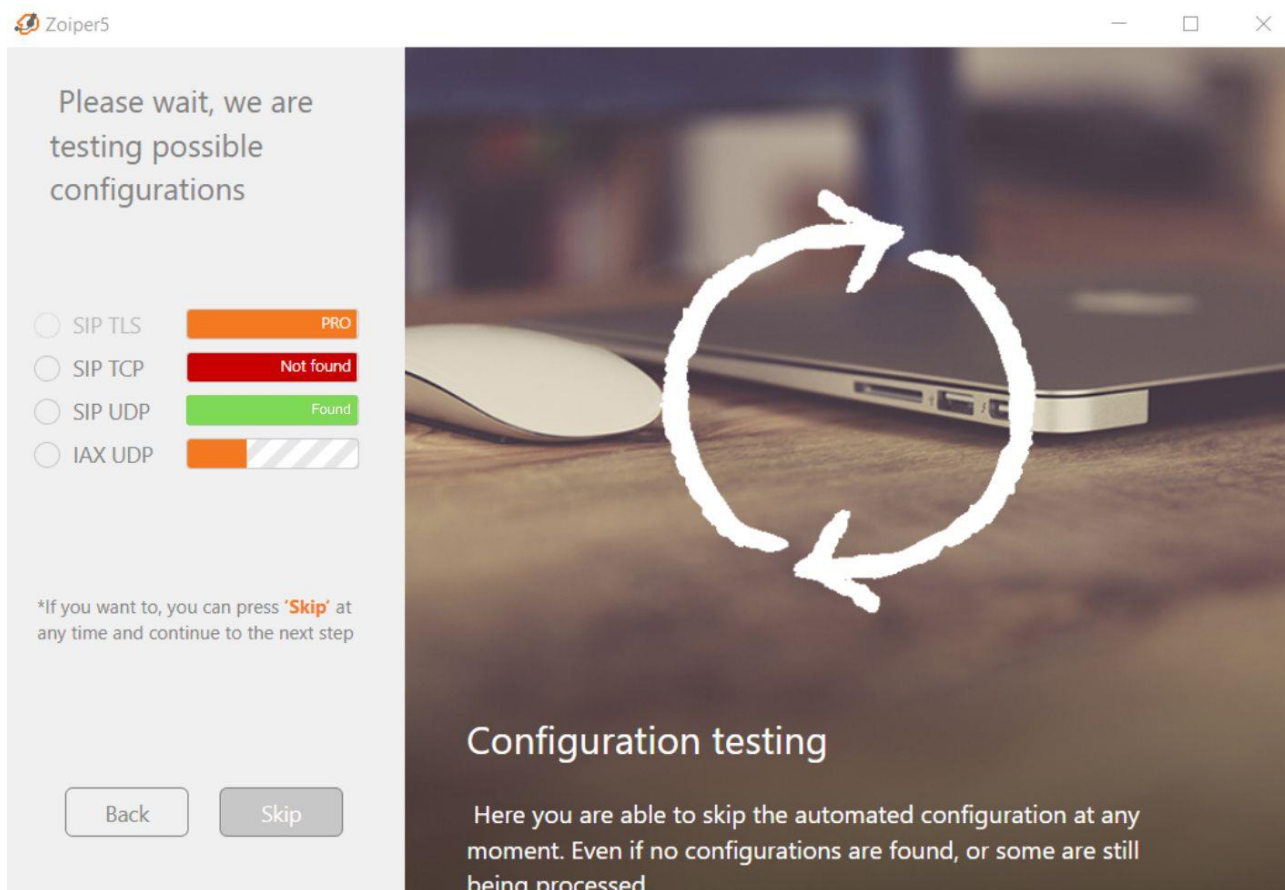 Zoiper5
Please wait, we are
testing possible
configurations
SIP TLS PRO
SIP TCP Not found
SIP UDP Found
IAX UDP
*If you want to, you can press ‘Skip’ at
any time and continue to the next step
Back Skip
Configuration testing
Here you are able to skip the automated configuration at any
moment. Even if no configurations are found, or some are still
being processed